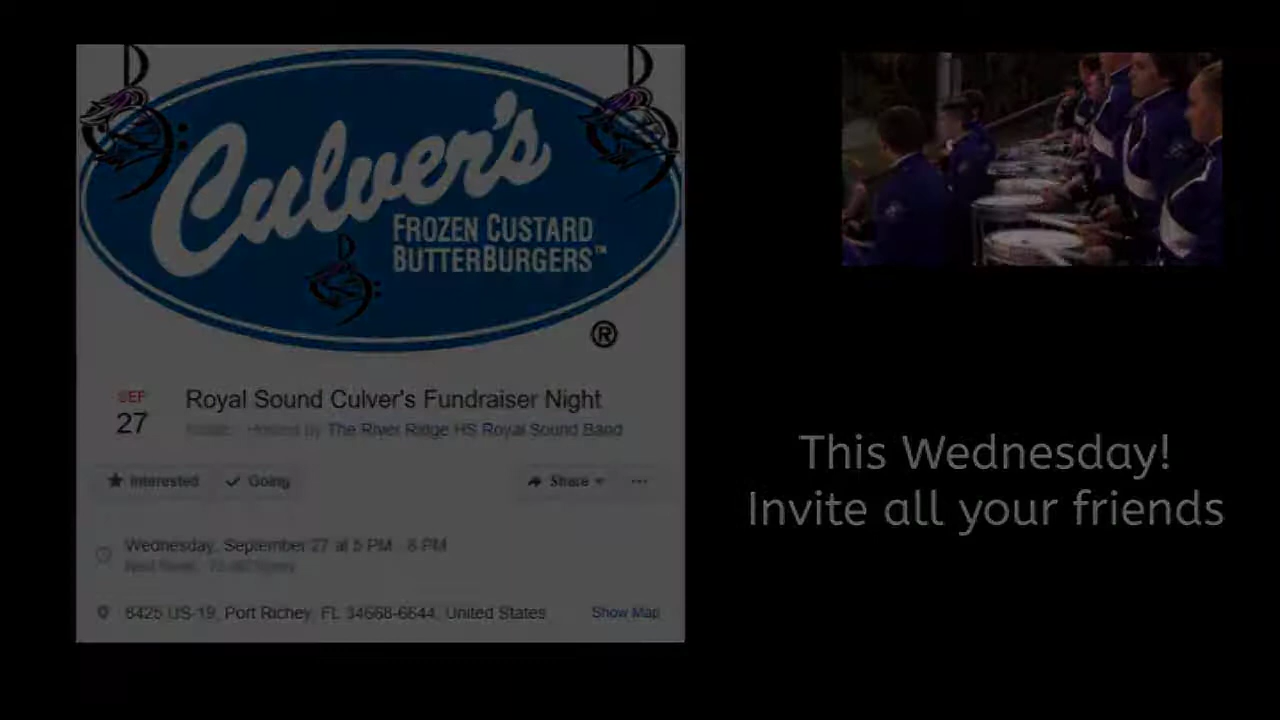 Culver's
FROZEN CUSTARD
BUTTERBURGERS™
®
SEP
27
Royal Sound Culver's Fundraiser Night
Hosted by The River Ridge HS Royal Sound Band
Interested
Going
Share
Wednesday, September 27 at 5 PM - 8 PM
8425 US-19, Port Richey, FL 34668-6644, United States
Show Map
This Wednesday!
Invite all your friends